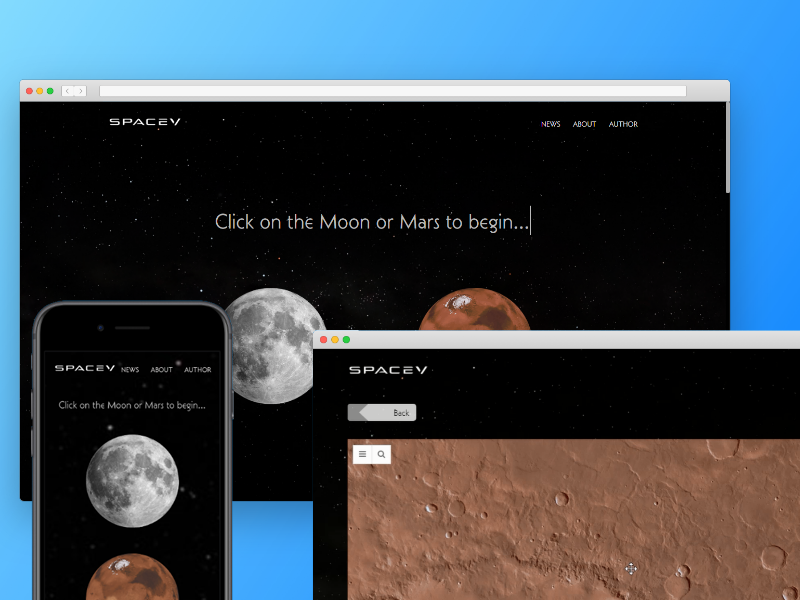 SPACEV
NEWS ABOUT AUTHOR
Click on the Moon or Mars to begin...
SPACEV NEWS ABOUT AUTHOR
Click on the Moon or Mars to begin...
SPACEV
Back